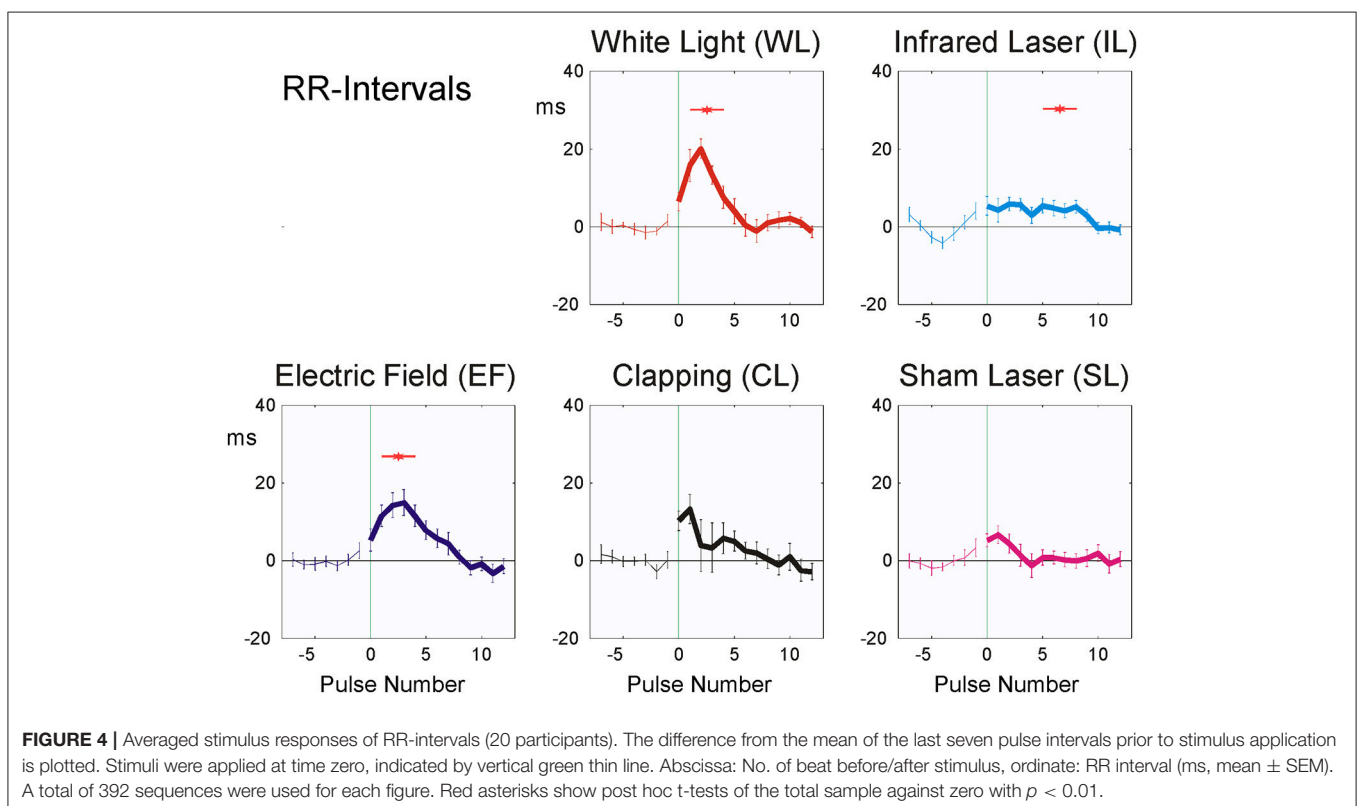 White Light (WL)
Infrared Laser (IL)
RR-Intervals
40
ms
20
0
-20
-5 0 5 10
40
20
0
-20
-5 0 5 10
Electric Field (EF)
Clapping (CL)
Sham Laser (SL)
40
ms
20
0
-20
-5 0 5 10
Pulse Number
40
20
0
-20
-5 0 5 10
Pulse Number
40
20
0
-20
-5 0 5 10
Pulse Number
FIGURE 4 | Averaged stimulus responses of RR-intervals (20 participants). The difference from the mean of the last seven pulse intervals prior to stimulus application
is plotted. Stimuli were applied at time zero, indicated by vertical green thin line. Abscissa: No. of beat before/after stimulus, ordinate: RR interval (ms, mean ± SEM).
A total of 392 sequences were used for each figure. Red asterisks show post hoc t-tests of the total sample against zero with p < 0.01.